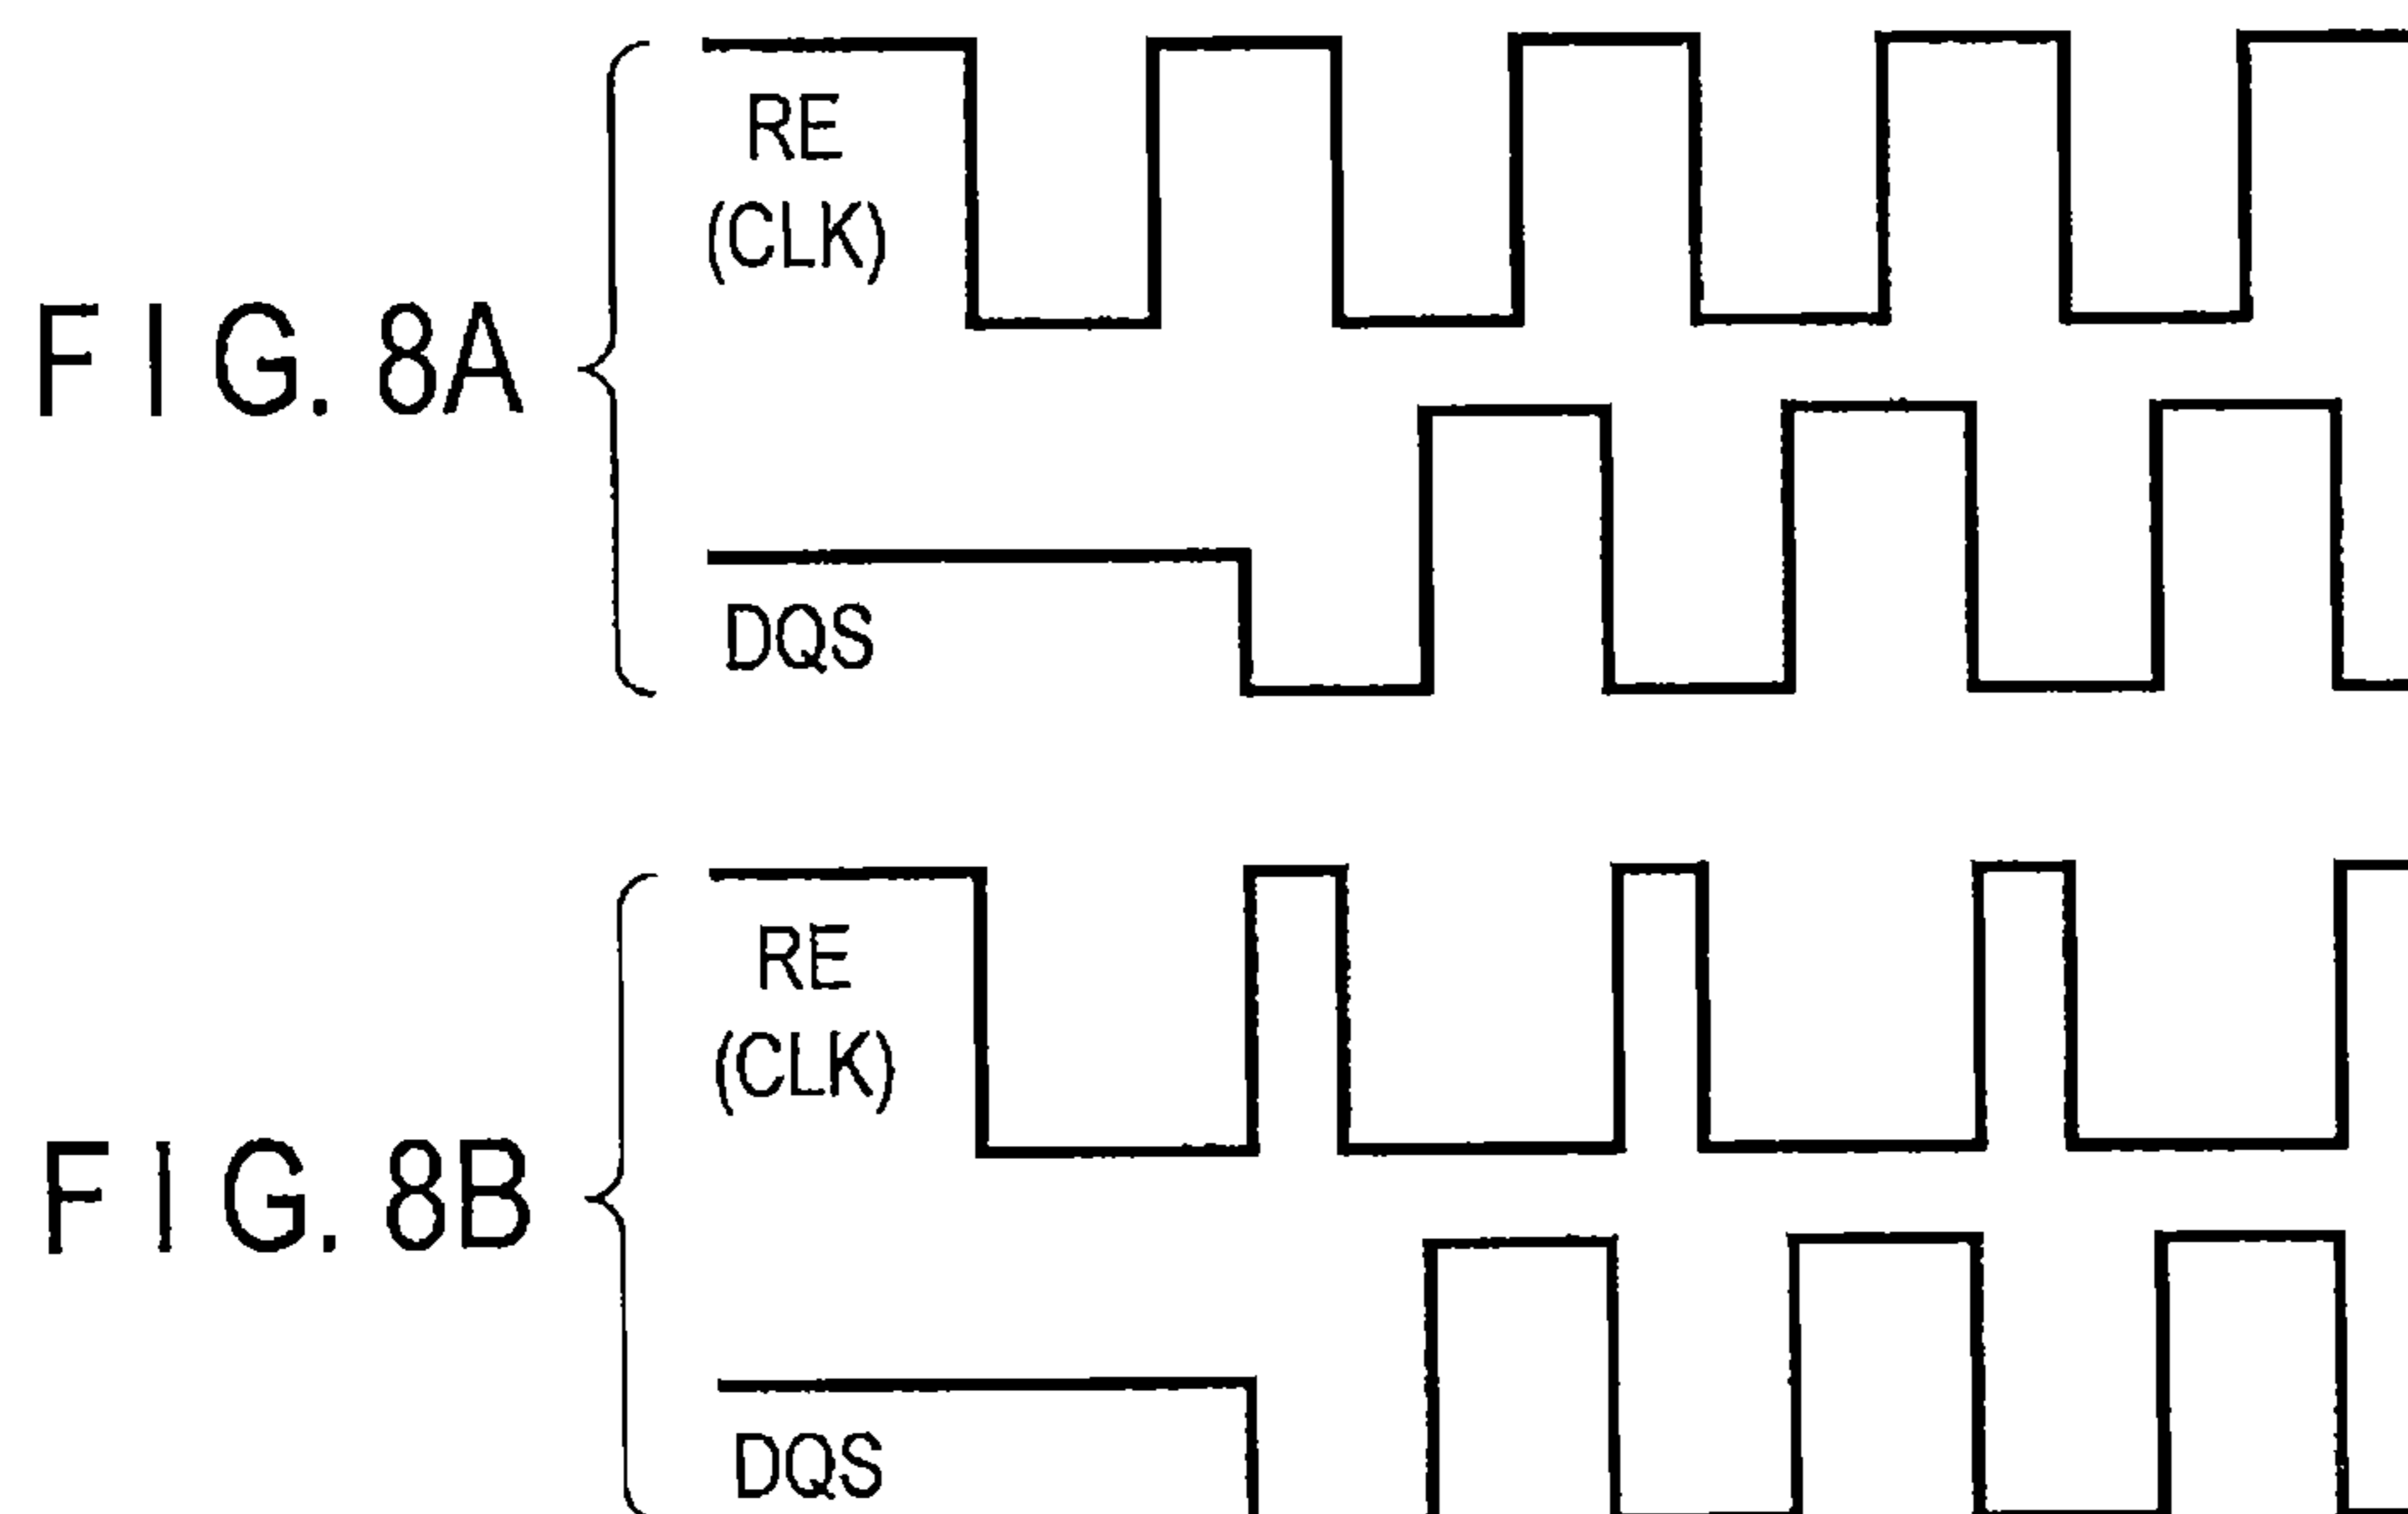 FIG. 8A
RE
(CLK)
DQS
FIG. 8B
RE
(CLK)
DQS